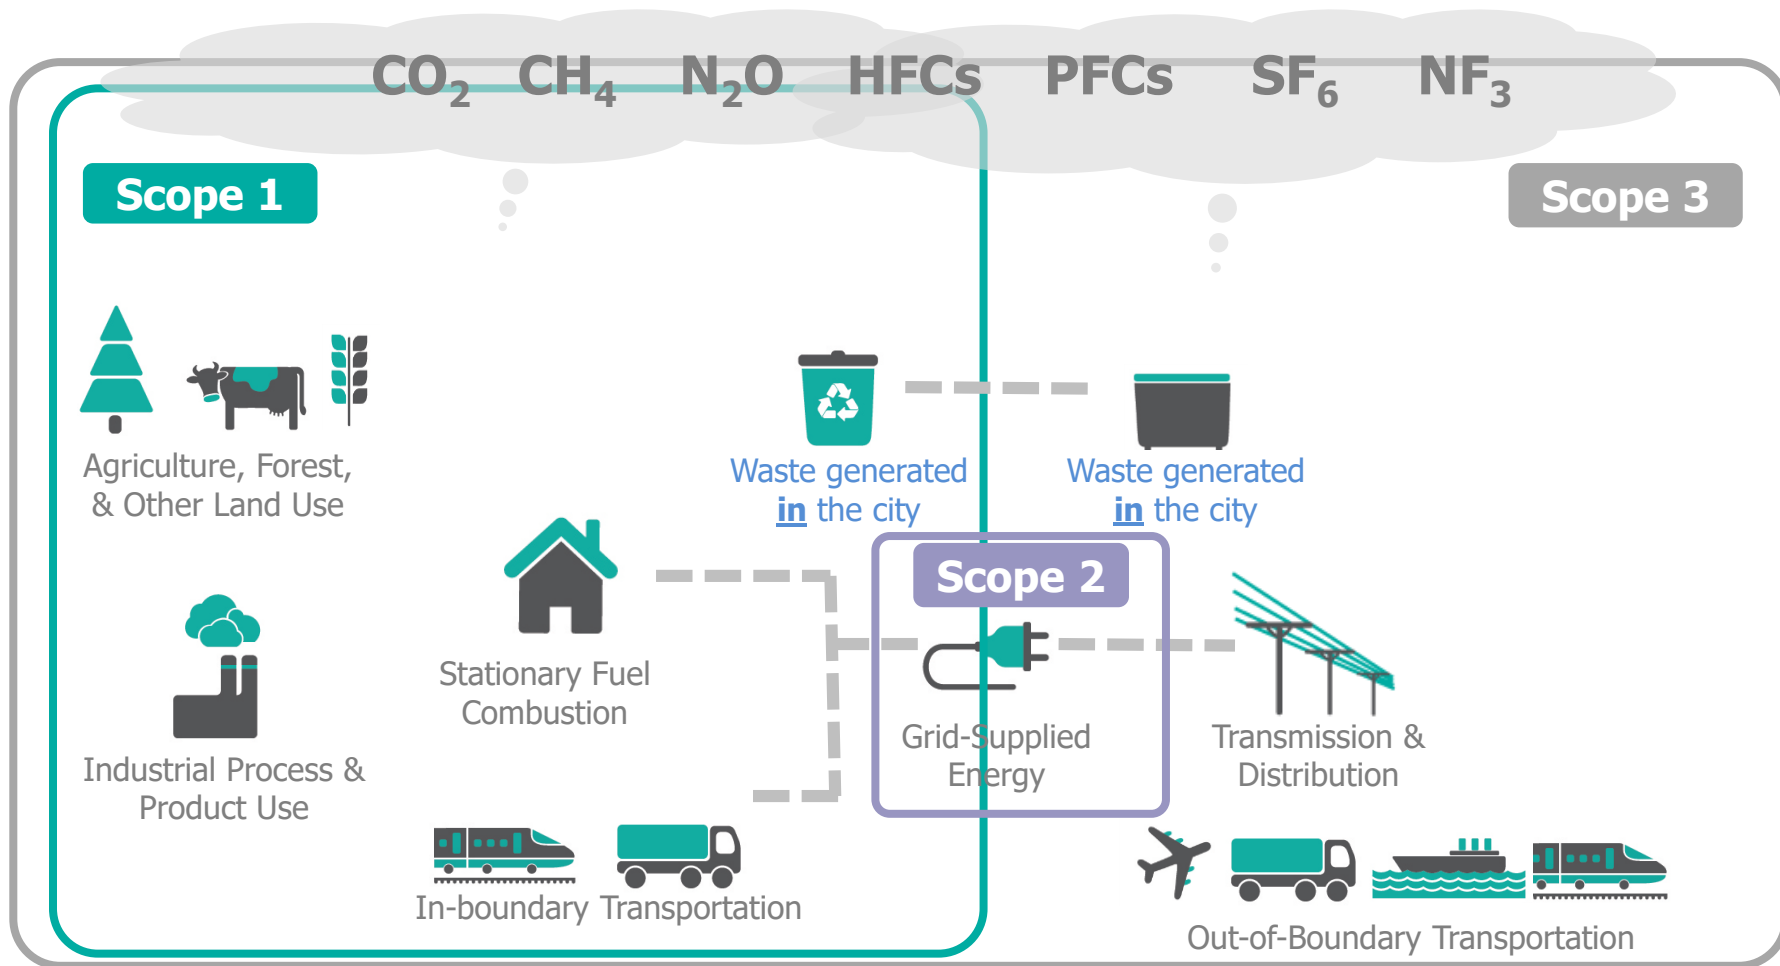 CO₂ CH₄ N₂O HFCs PFCs SF₆ NF₃
Scope 1
Scope 3
Agriculture, Forest,
& Other Land Use
Waste generated
in the city
Waste generated
in the city
Scope 2
Stationary Fuel
Combustion
Grid-Supplied
Energy
Transmission &
Distribution
Industrial Process &
Product Use
In-boundary Transportation
Out-of-Boundary Transportation